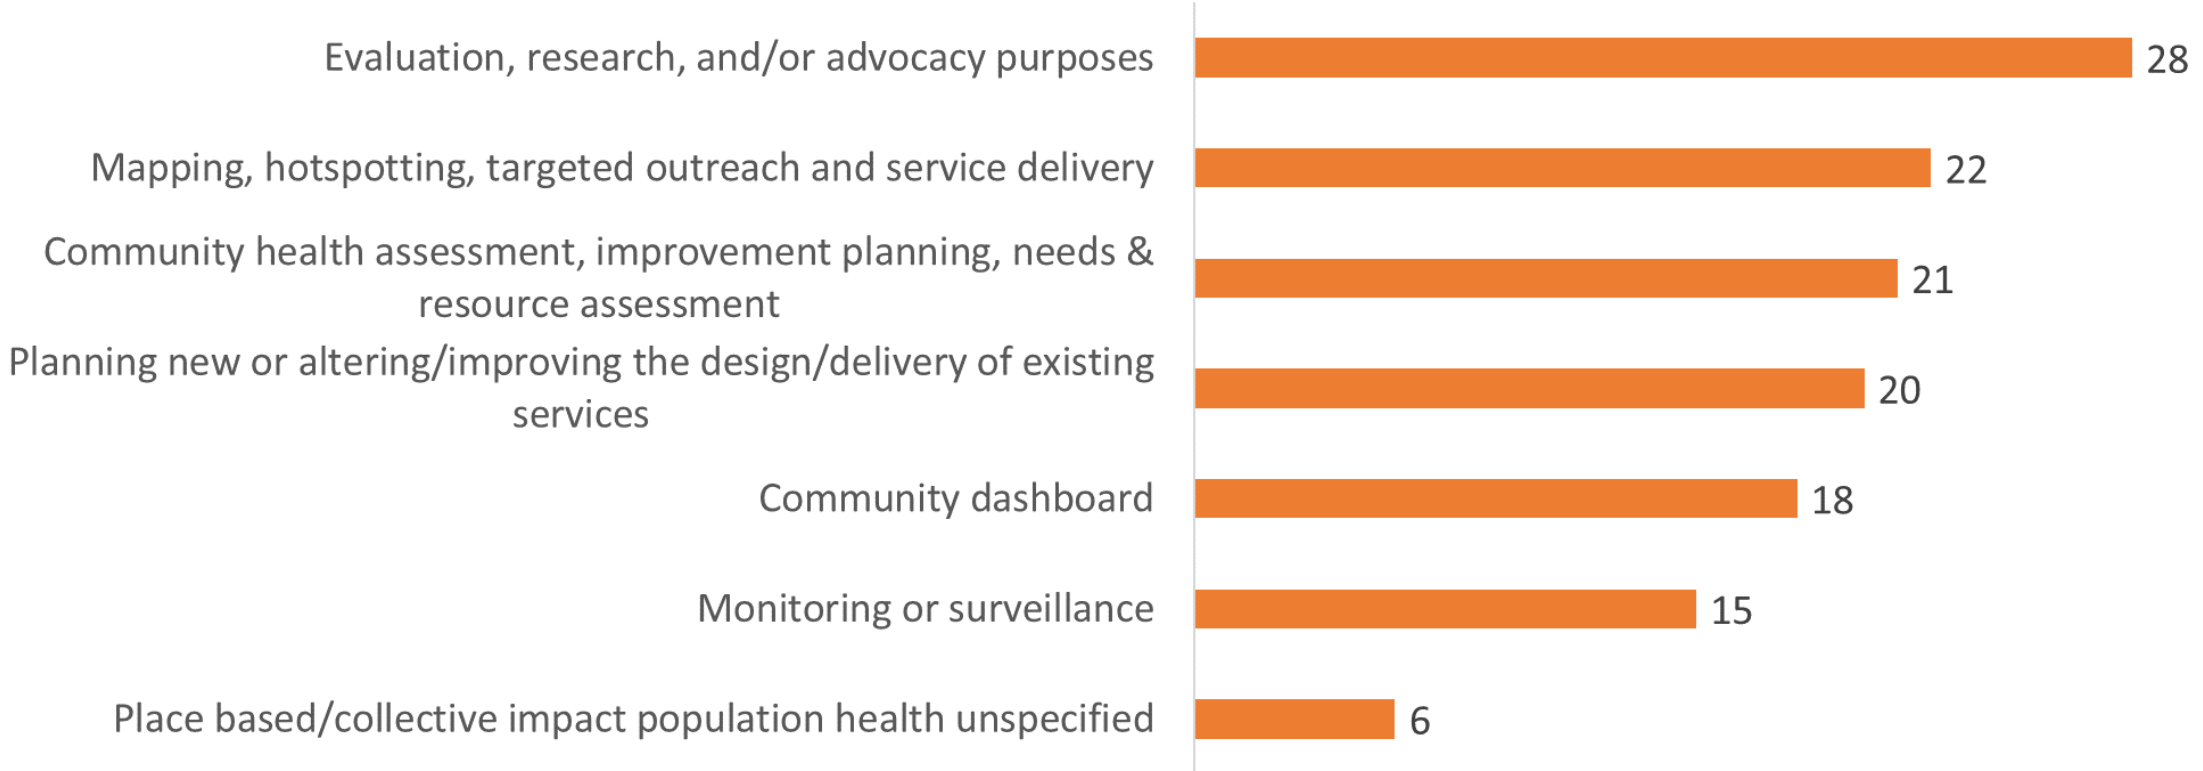 Evaluation, research, and/or advocacy purposes 28
Mapping, hotspotting, targeted outreach and service delivery 22
Community health assessment, improvement planning, needs &
resource assessment 21
Planning new or altering/improving the design/delivery of existing
services 20
Community dashboard 18
Monitoring or surveillance 15
Place based/collective impact population health unspecified 6